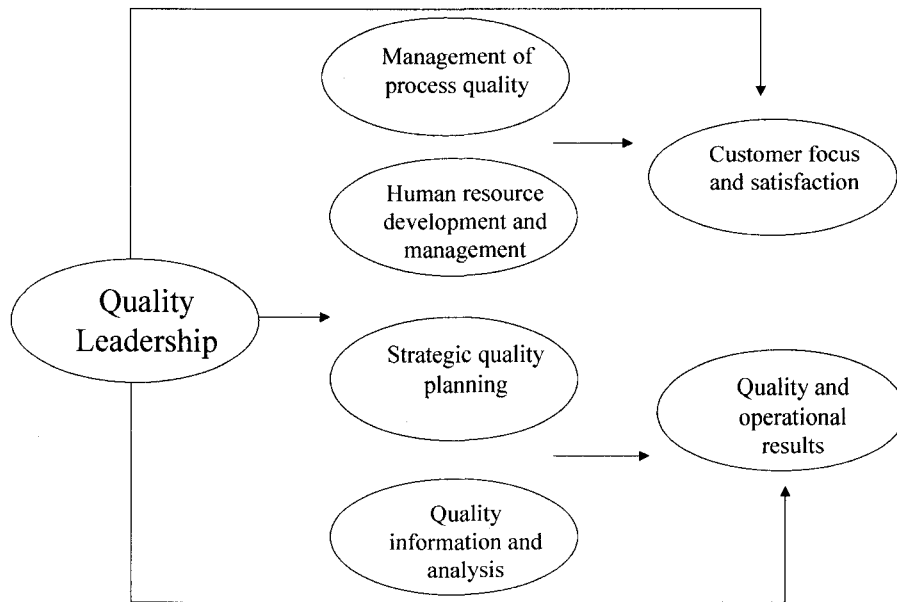 Management of
process quality
Customer focus
and satisfaction
Human resource
development and
management
Quality
Leadership
Strategic quality
planning
Quality and
operational
results
Quality
information and
analysis